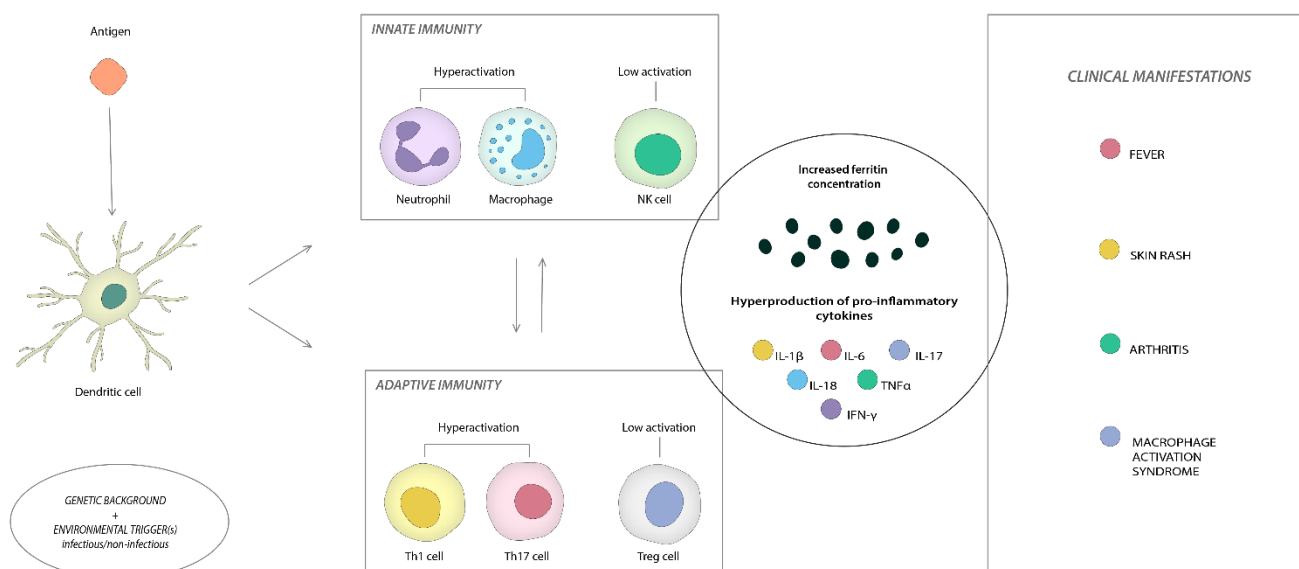 Antigen
Dendritic cell
GENETIC BACKGROUND
+
ENVIRONMENTAL TRIGGER(s)
infectious/non-infectious
INNATE IMMUNITY
Hyperactivation
Low activation
Neutrophil
Macrophage
NK cell
ADAPTIVE IMMUNITY
Hyperactivation
Low activation
Th1 cell
Th17 cell
Treg cell
Increased ferritin
concentration
Hyperproduction of pro-inflammatory
cytokines
IL-1β
IL-6
IL-17
IL-18
TNFα
IFN-γ
CLINICAL MANIFESTATIONS
FEVER
SKIN RASH
ARTHRITIS
MACROPHAGE
ACTIVATION
SYNDROME